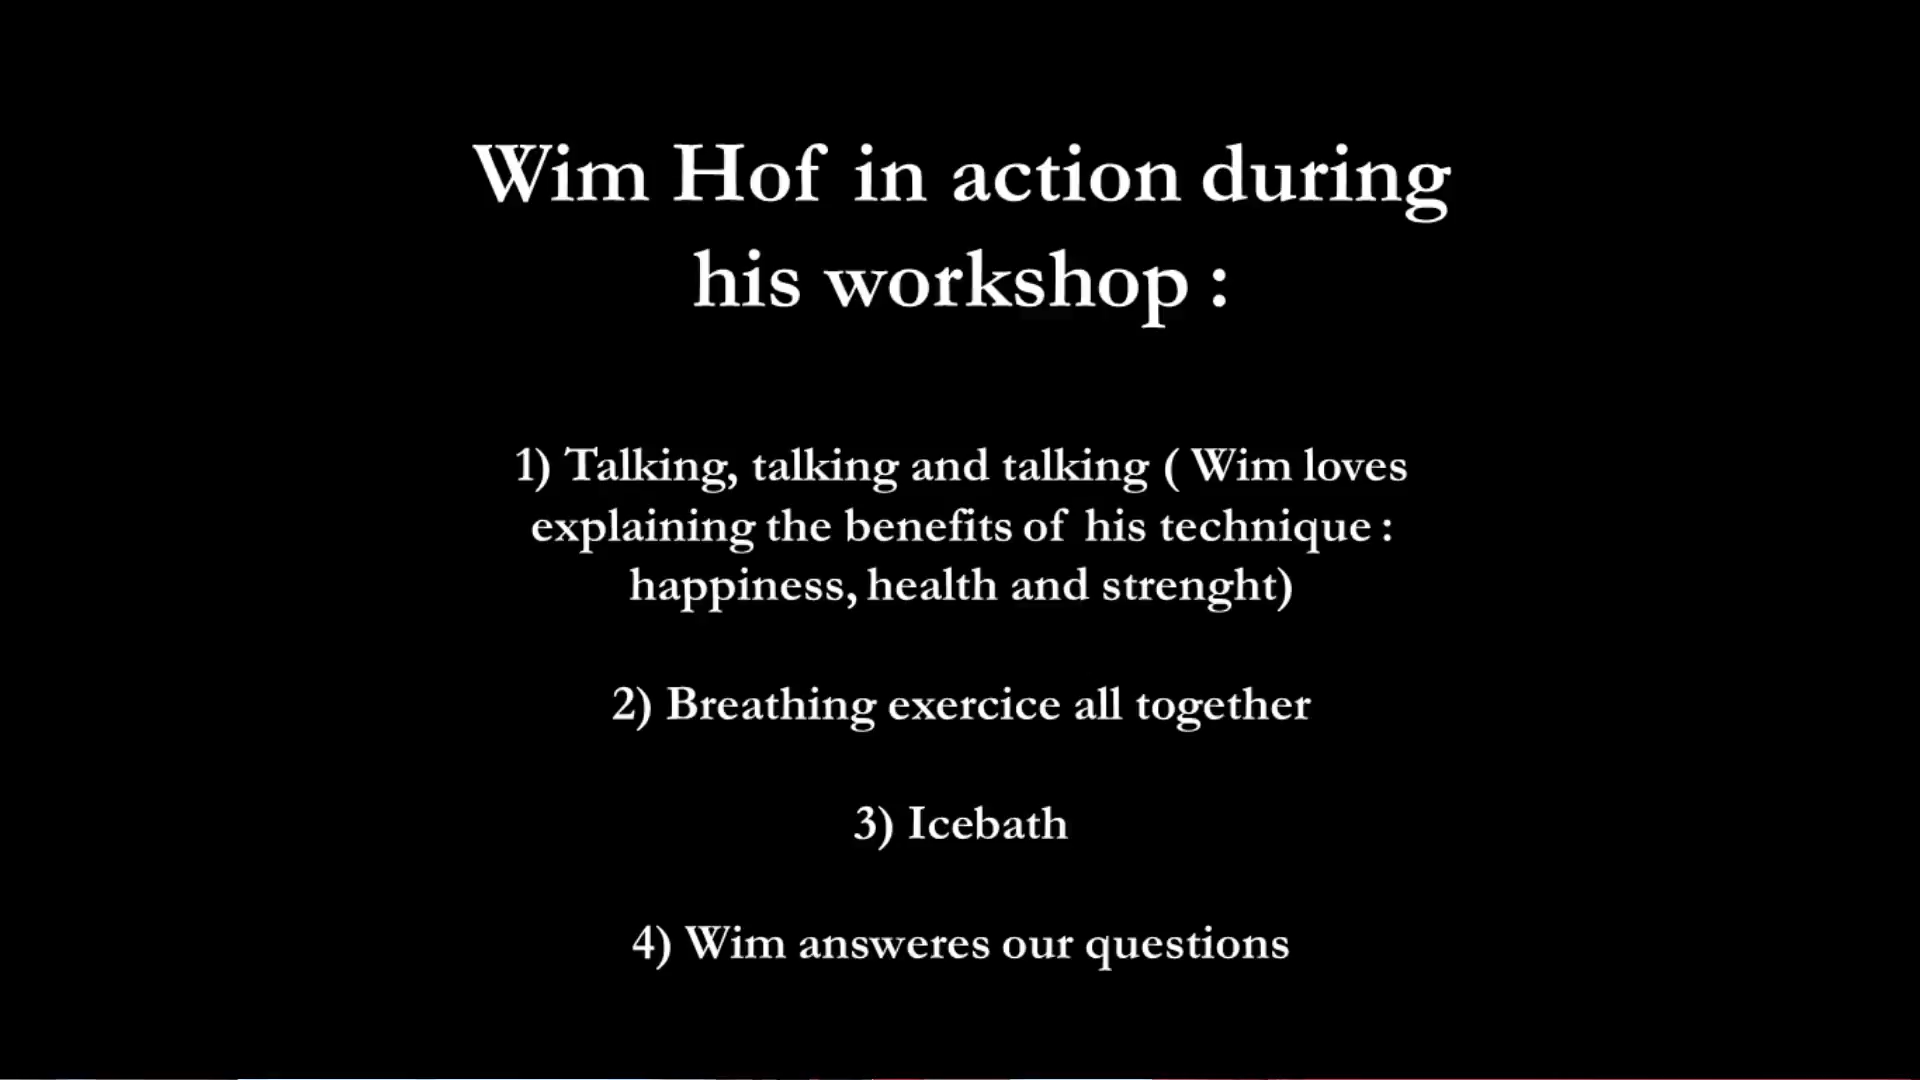 Wim Hof in action during
his workshop :
1) Talking, talking and talking ( Wim loves
explaining the benefits of his technique :
happiness, health and strenght)
2) Breathing exercice all together
3) Icebath
4) Wim answeres our questions